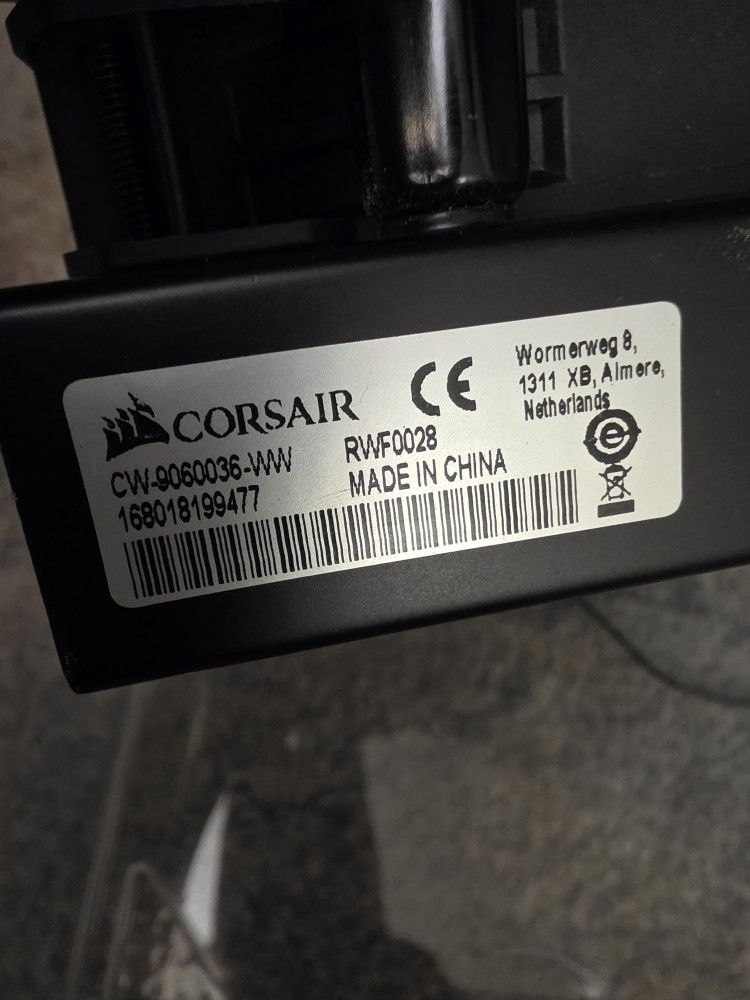 CORSAIR
CE
Wormerweg 8,
1311 XB, Almere,
Netherlands
CW-9060036-WW
RWF0028
168018199477
MADE IN CHINA
e